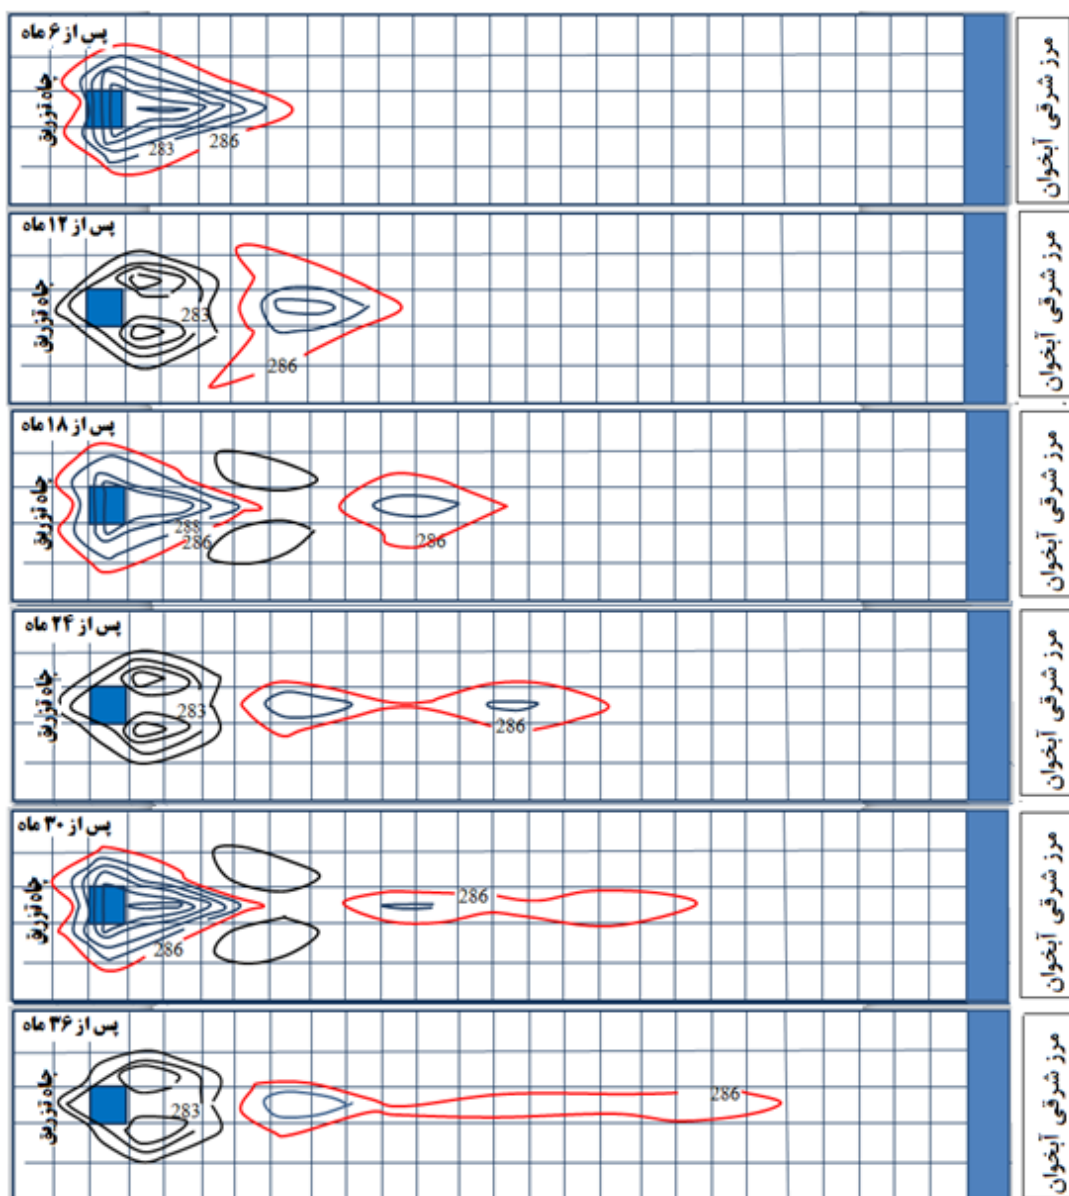 پس از ۶ ماه
چاه تزریق
283
286
مرز شرقی آبخوان
پس از ۱۲ ماه
چاه تزریق
283
286
مرز شرقی آبخوان
پس از ۱۸ ماه
چاه تزریق
288
286
286
مرز شرقی آبخوان
پس از ۲۴ ماه
چاه تزریق
283
286
مرز شرقی آبخوان
پس از ۳۰ ماه
چاه تزریق
286
286
مرز شرقی آبخوان
پس از ۳۶ ماه
چاه تزریق
283
286
مرز شرقی آبخوان